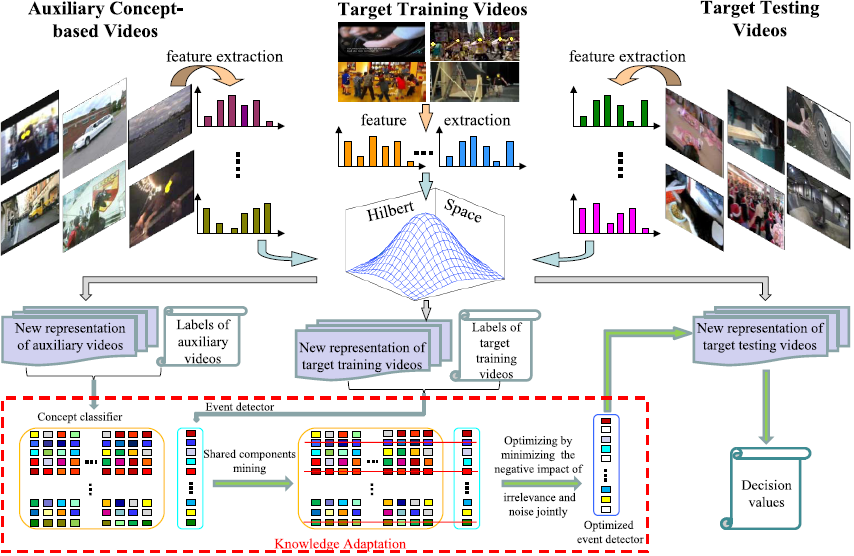 Auxiliary Concept-
based Videos
Target Training Videos
Target Testing
Videos
feature extraction
feature extraction
feature
extraction
Hilbert
Space
New representation
of auxiliary videos
Labels of
auxiliary
videos
New representation of
target training videos
Labels of
target
training
videos
New representation of
target testing videos
Concept classifier
Event detector
Shared components
mining
Optimizing by
minimizing the
negative impact of
irrelevance and
noise jointly
Optimized
event detector
Decision
values
Knowledge Adaptation